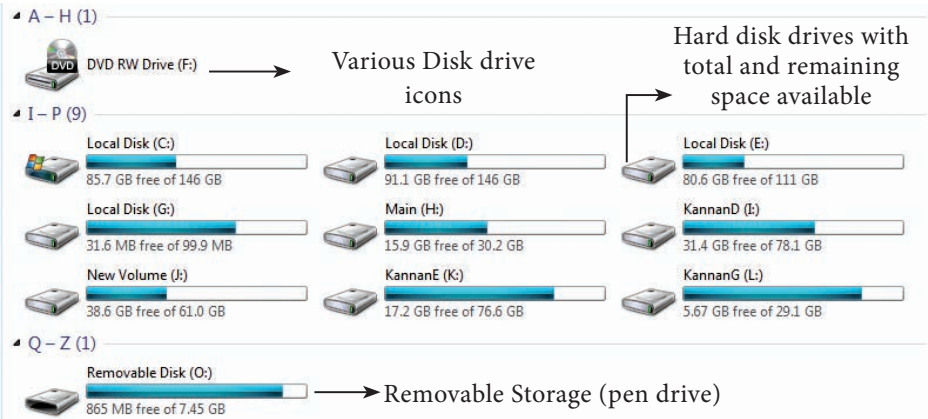 A – H (1)
DVD
DVD RW Drive (F:)
Various Disk drive
icons
Hard disk drives with
total and remaining
space available
I – P (9)
Local Disk (C:)
85.7 GB free of 146 GB
Local Disk (D:)
91.1 GB free of 146 GB
Local Disk (E:)
80.6 GB free of 111 GB
Local Disk (G:)
31.6 MB free of 99.9 MB
Main (H:)
15.9 GB free of 30.2 GB
KannanD (I:)
31.4 GB free of 78.1 GB
New Volume (J:)
38.6 GB free of 61.0 GB
KannanE (K:)
17.2 GB free of 76.6 GB
KannanG (L:)
5.67 GB free of 29.1 GB
Q – Z (1)
Removable Disk (O:)
865 MB free of 7.45 GB
Removable Storage (pen drive)